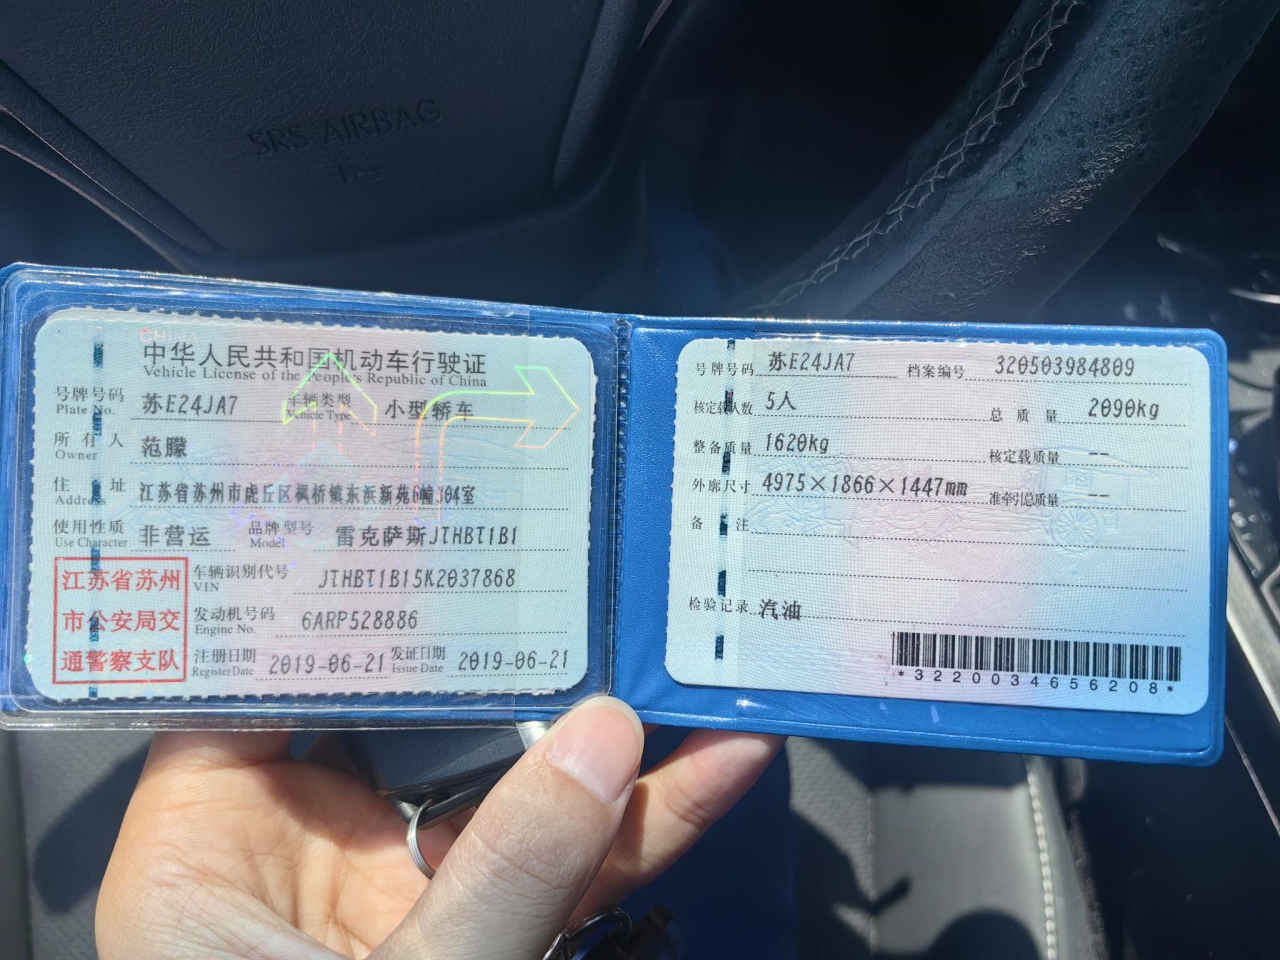 SRS AIRBAG
中华人民共和国机动车行驶证
Vehicle License of the People's Republic of China
号牌号码 苏E24JA7 车辆类型 小型轿车
Plate No. Vehicle Type
所有人 范朦
Owner
住址 江苏省苏州市虎丘区枫桥镇东浜新苑6幢304室
Address
使用性质 非营运 品牌型号 雷克萨斯JTHBT1B1
Use Character Model
江苏省苏州
市公安局交
通警察支队
车辆识别代号 JTHBT1B15K2037868
VIN
发动机号码 6ARP528886
Engine No.
注册日期 2019-06-21 发证日期 2019-06-21
Register Date Issue Date
号牌号码 苏E24JA7 档案编号 320503984809
核定载人数 5人 总质量 2090kg
整备质量 1620kg 核定载质量 --
外廓尺寸 4975×1866×1447mm 准牵引总质量 --
备注
检验记录 汽油
*3220034656208*